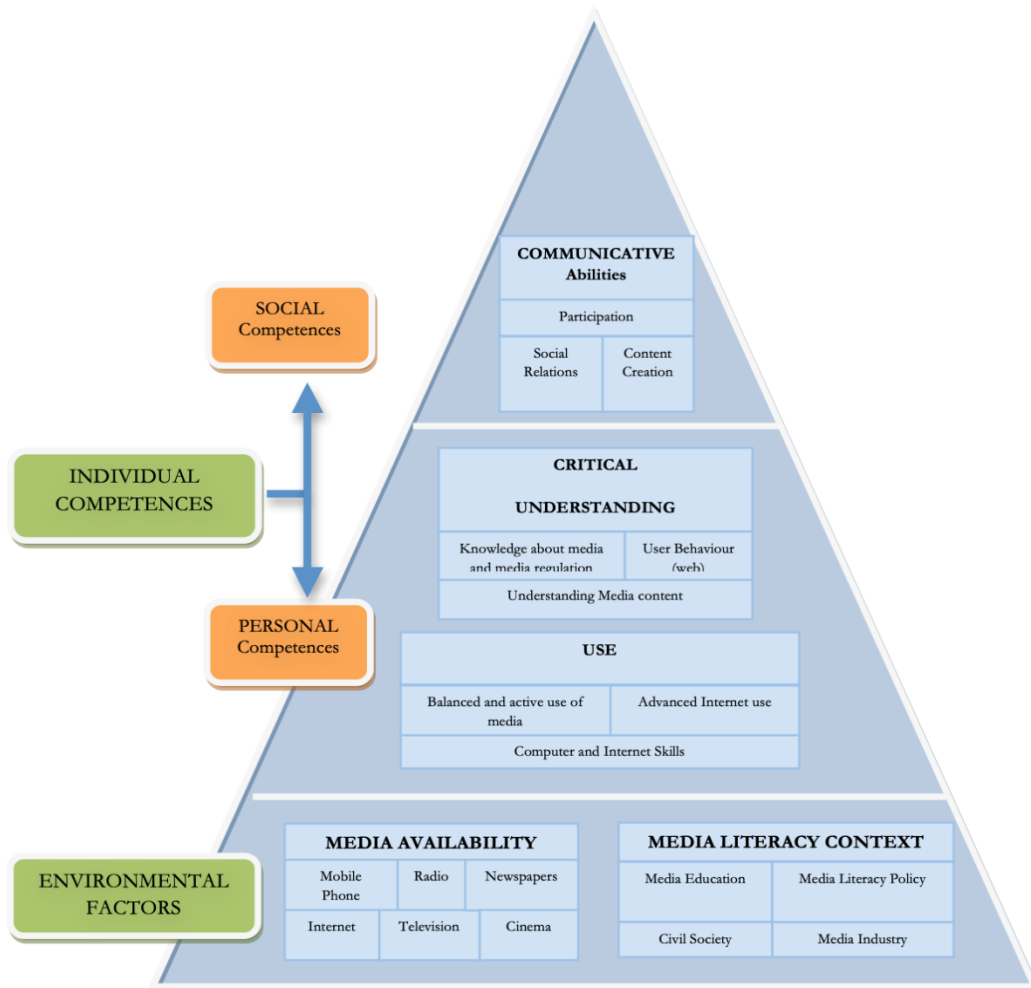 COMMUNICATIVE
Abilities
Participation
Social
Relations
Content
Creation
SOCIAL
Competences
INDIVIDUAL
COMPETENCES
PERSONAL
Competences
CRITICAL
UNDERSTANDING
Knowledge about media
and media regulation
User Behaviour
(web)
Understanding Media content
USE
Balanced and active use of
media
Advanced Internet use
Computer and Internet Skills
ENVIRONMENTAL
FACTORS
MEDIA AVAILABILITY
Mobile
Phone
Radio
Newspapers
Internet
Television
Cinema
MEDIA LITERACY CONTEXT
Media Education
Media Literacy Policy
Civil Society
Media Industry